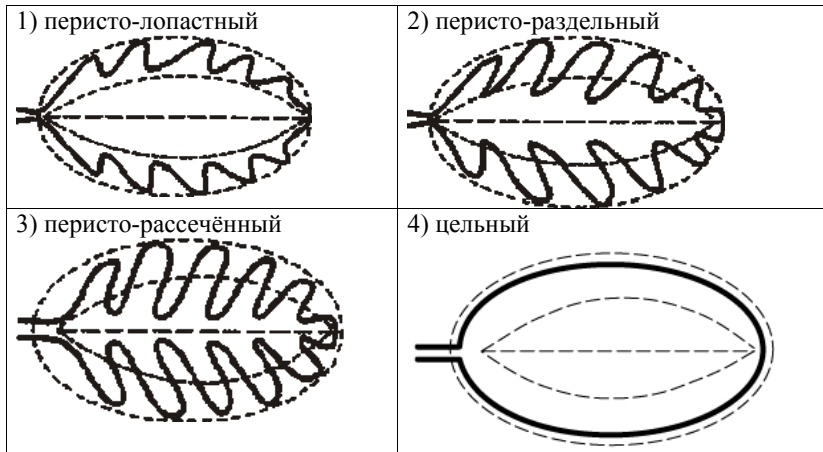 1) перисто-лопастный
2) перисто-раздельный
3) перисто-рассечённый
4) цельный